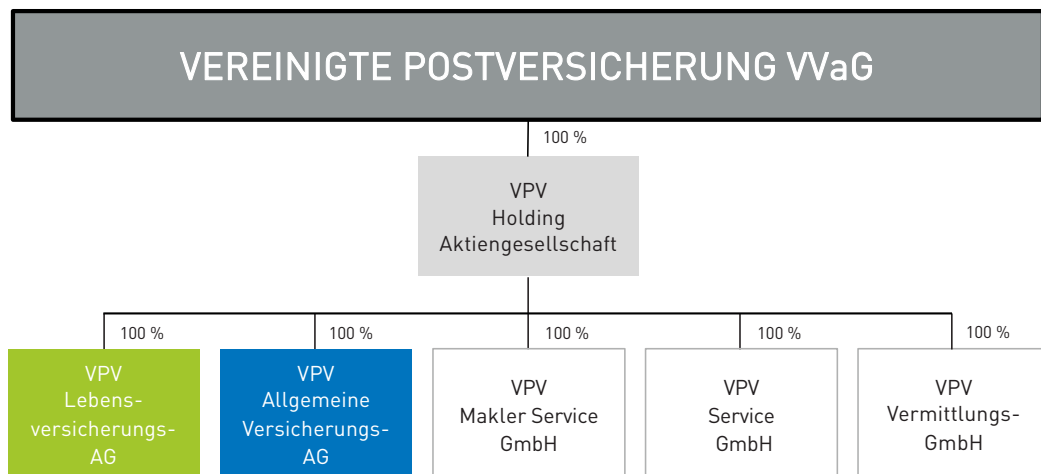 VEREINIGTE POSTVERSICHERUNG VVaG
100 %
VPV
Holding
Aktiengesellschaft
100 %
100 %
100 %
100 %
100 %
VPV
Lebens-
versicherungs-
AG
VPV
Allgemeine
Versicherungs-
AG
VPV
Makler Service
GmbH
VPV
Service
GmbH
VPV
Vermittlungs-
GmbH